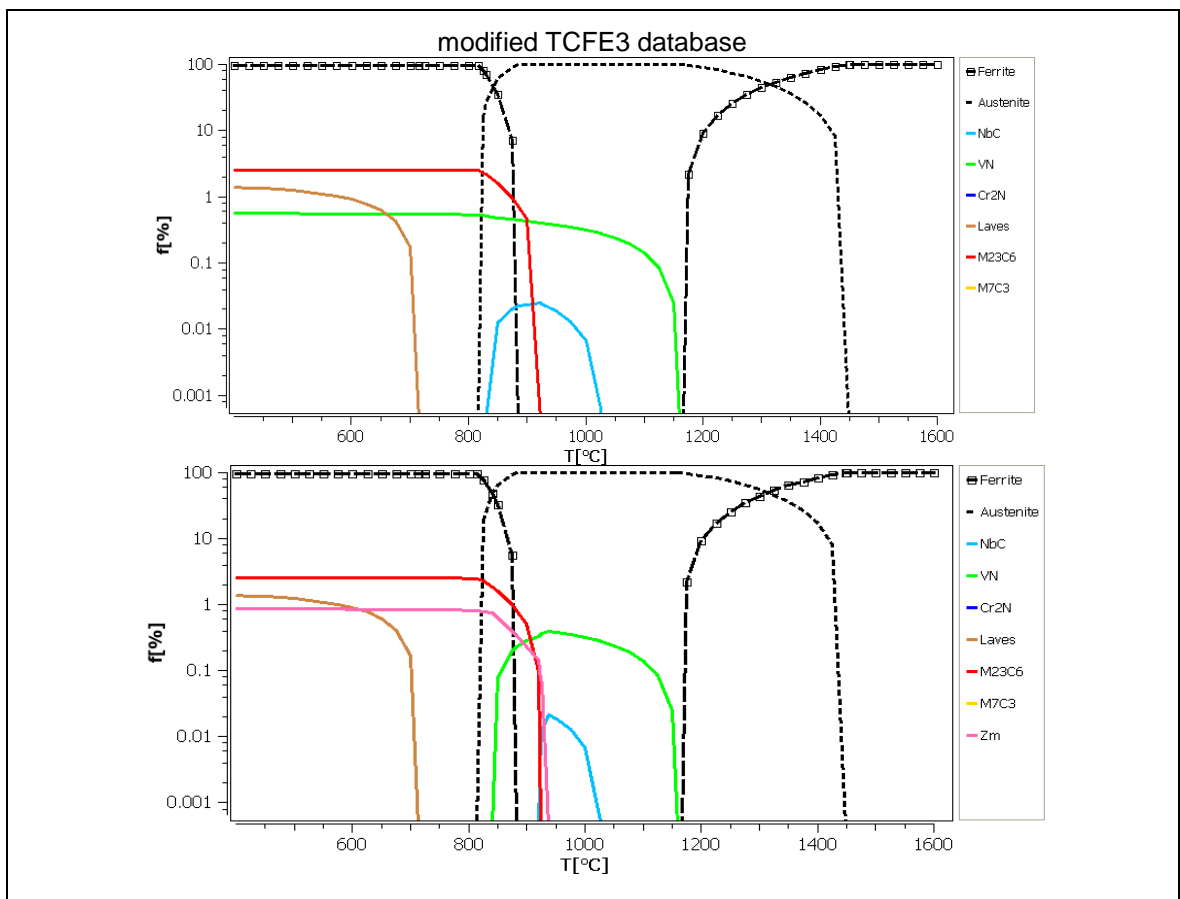 modified TCFE3 database
100
10
1
0.1
0.01
0.001
f[%]
600 800 1000 1200 1400 1600
T[°C]
Ferrite
Austenite
NbC
VN
Cr2N
Laves
M23C6
M7C3
100
10
1
0.1
0.01
0.001
f[%]
600 800 1000 1200 1400 1600
T[°C]
Ferrite
Austenite
NbC
VN
Cr2N
Laves
M23C6
M7C3
Zm